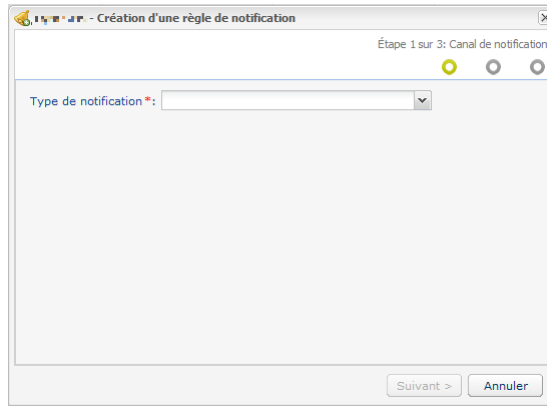 - Création d'une règle de notification
Étape 1 sur 3: Canal de notification
Type de notification*:
Suivant >
Annuler